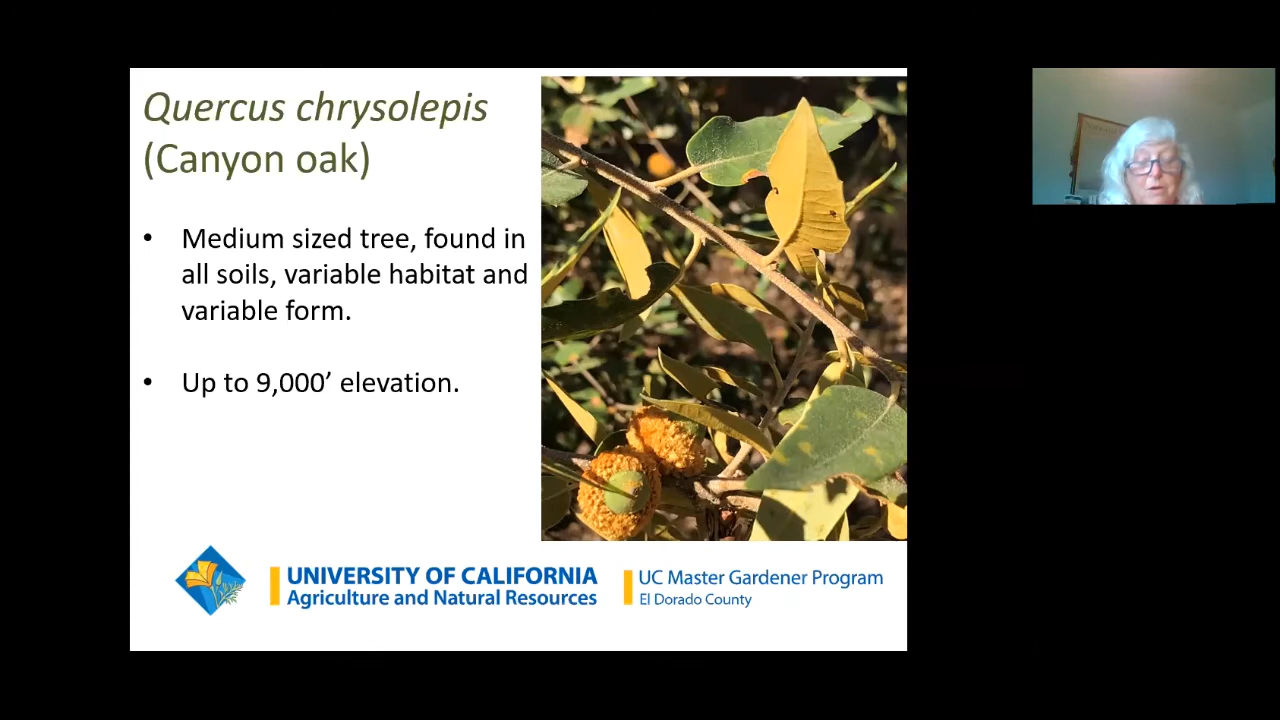 Quercus chrysolepis
(Canyon oak)
• Medium sized tree, found in
all soils, variable habitat and
variable form.
• Up to 9,000’ elevation.
UNIVERSITY OF CALIFORNIA
Agriculture and Natural Resources
UC Master Gardener Program
El Dorado County